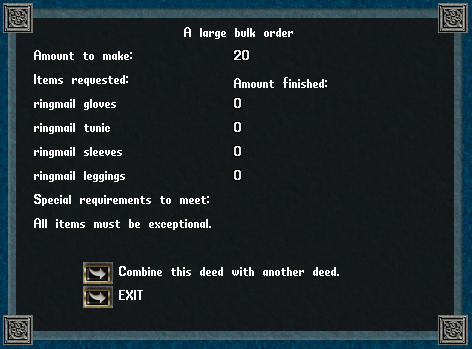 A large bulk order
Amount to make: 20
Items requested: Amount finished:
ringmail gloves 0
ringmail tunic 0
ringmail sleeves 0
ringmail leggings 0
Special requirements to meet:
All items must be exceptional.
Combine this deed with another deed.
EXIT